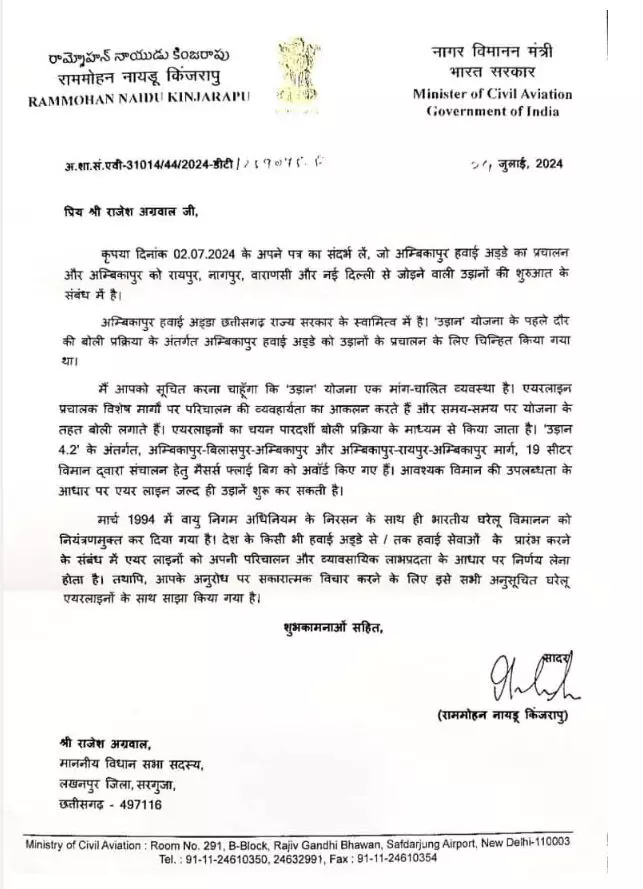 రామ్మోహన్ నాయుడు కింజరాపు
राममोहन नायडू किंजरापु
RAMMOHAN NAIDU KINJARAPU
नागर विमानन मंत्री
भारत सरकार
Minister of Civil Aviation
Government of India
अ.शा.सं.एवी-31014/44/2024-डीटी/
जुलाई, 2024
प्रिय श्री राजेश अग्रवाल जी,
कृपया दिनांक 02.07.2024 के अपने पत्र का संदर्भ लें, जो अम्बिकापुर हवाई अड्डे का प्रचालन
और अम्बिकापुर को रायपुर, नागपुर, वाराणसी और नई दिल्ली से जोड़ने वाली उड़ानों की शुरुआत के
संबंध में है।
अम्बिकापुर हवाई अड्डा छत्तीसगढ़ राज्य सरकार के स्वामित्व में है। 'उड़ान' योजना के पहले दौर
की बोली प्रक्रिया के अंतर्गत अम्बिकापुर हवाई अड्डे को उड़ानों के प्रचालन के लिए चिन्हित किया गया
था।
मैं आपको सूचित करना चाहूँगा कि 'उड़ान' योजना एक मांग-चालित व्यवस्था है। एयरलाइन
प्रचालक विशेष मार्गों पर परिचालन की व्यवहार्यता का आकलन करते हैं और समय-समय पर योजना के
तहत बोली लगाते हैं। एयरलाइनों का चयन पारदर्शी बोली प्रक्रिया के माध्यम से किया जाता है। 'उड़ान
4.2' के अंतर्गत, अम्बिकापुर-बिलासपुर-अम्बिकापुर और अम्बिकापुर-रायपुर-अम्बिकापुर मार्ग, 19 सीटर
विमान द्वारा संचालन हेतु मैसर्स फ्लाई बिग को अवॉर्ड किए गए हैं। आवश्यक विमान की उपलब्धता के
आधार पर एयर लाइन जल्द ही उड़ानें शुरू कर सकती है।
मार्च 1994 में वायु निगम अधिनियम के निरसन के साथ ही भारतीय घरेलू विमानन को
नियंत्रणमुक्त कर दिया गया है। देश के किसी भी हवाई अड्डे से / तक हवाई सेवाओं के प्रारंभ करने
के संबंध में एयर लाइनों को अपनी परिचालन और व्यावसायिक लाभप्रदता के आधार पर निर्णय लेना
होता है। तथापि, आपके अनुरोध पर सकारात्मक विचार करने के लिए इसे सभी अनुसूचित घरेलू
एयरलाइनों के साथ साझा किया गया है।
शुभकामनाओं सहित,
सादर
(राममोहन नायडू किंजरापु)
श्री राजेश अग्रवाल,
माननीय विधान सभा सदस्य,
लखनपुर जिला, सरगुजा,
छत्तीसगढ़ - 497116
Ministry of Civil Aviation : Room No. 291, B-Block, Rajiv Gandhi Bhawan, Safdarjung Airport, New Delhi-110003
Tel. : 91-11-24610350, 24632991, Fax : 91-11-24610354